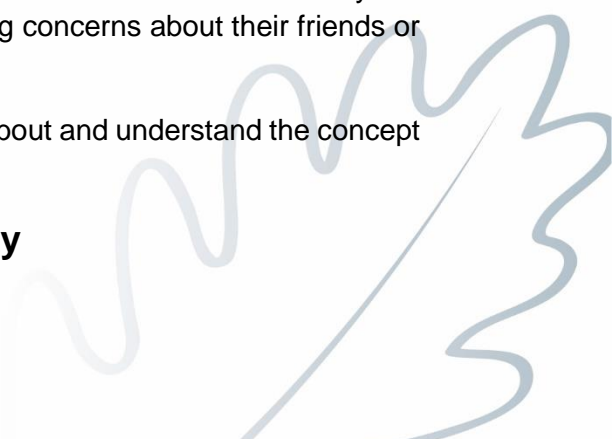 g concerns about their friends or
bout and understand the concept
y